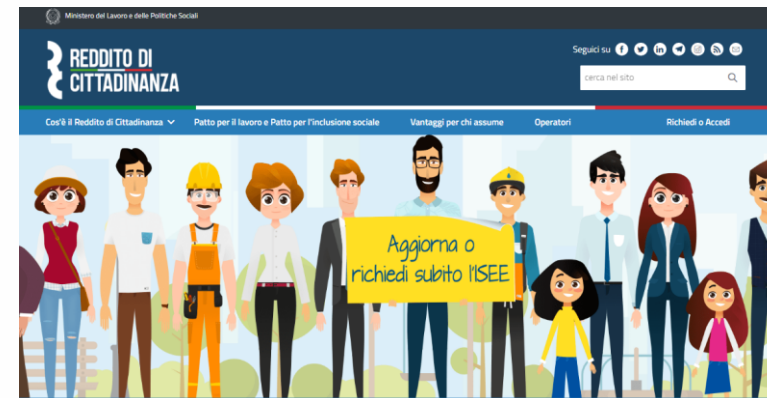 Ministero del Lavoro e delle Politiche Sociali
REDDITO DI
CITTADINANZA
Seguici su
cerca nel sito
Cos'è il Reddito di Cittadinanza
Patto per il lavoro e Patto per l'inclusione sociale
Vantaggi per chi assume
Operatori
Richiedi o Accedi
Aggiorna o
richiedi subito l'ISEE